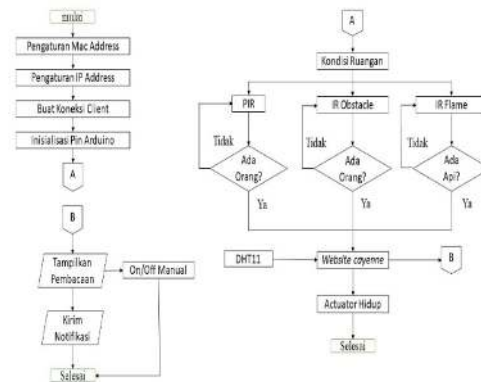 mulai
Pengaturan Mac Address
Pengaturan IP Address
Buat Koneksi Client
Inisialisasi Pin Arduino
A
B
Tampilkan
Pembacaan
On/Off Manual
Kirim
Notifikasi
Selesai
A
Kondisi Ruangan
PIR
IR Obstacle
IR Flame
Tidak
Tidak
Tidak
Ada
Orang?
Ada
Orang?
Ada
Api?
Ya
Ya
Ya
DHT11
Website cayenne
B
Actuator Hidup
Selesai